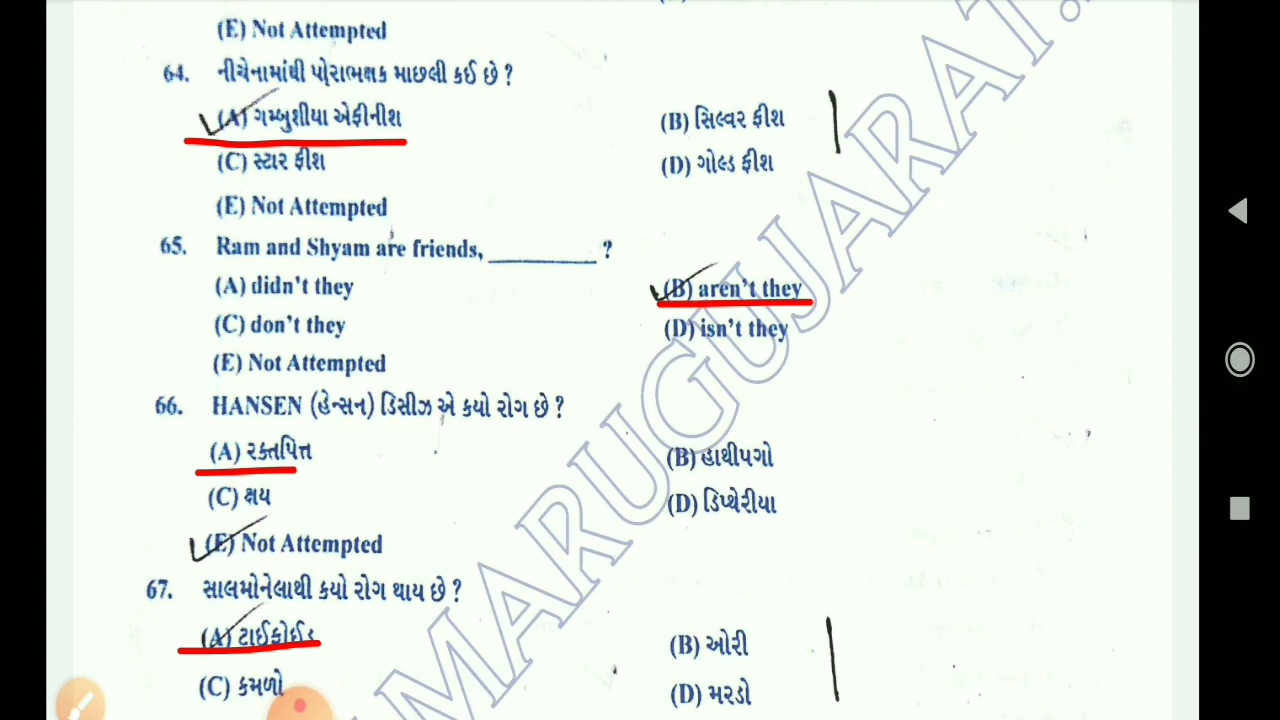 (E) Not Attempted
64. નીચેનામાંથી પોરાભક્ષક માછલી કઈ છે ?
(A) ગમ્બુશીયા એફીનીશ (B) સિલ્વર ફીશ
(C) સ્ટાર ફીશ (D) ગોલ્ડ ફીશ
(E) Not Attempted
65. Ram and Shyam are friends, __________ ?
(A) didn't they (B) aren't they
(C) don't they (D) isn't they
(E) Not Attempted
66. HANSEN (હેન્સન) ડિસીઝ એ કયો રોગ છે ?
(A) રક્તપિત્ત (B) હાથીપગો
(C) ક્ષય (D) ડિપ્થેરીયા
(E) Not Attempted
67. સાલમોનેલાથી કયો રોગ થાય છે ?
(A) ટાઈફોઈડ (B) ઓરી
(C) કમળો (D) મરડો
MARUGUJARAT.